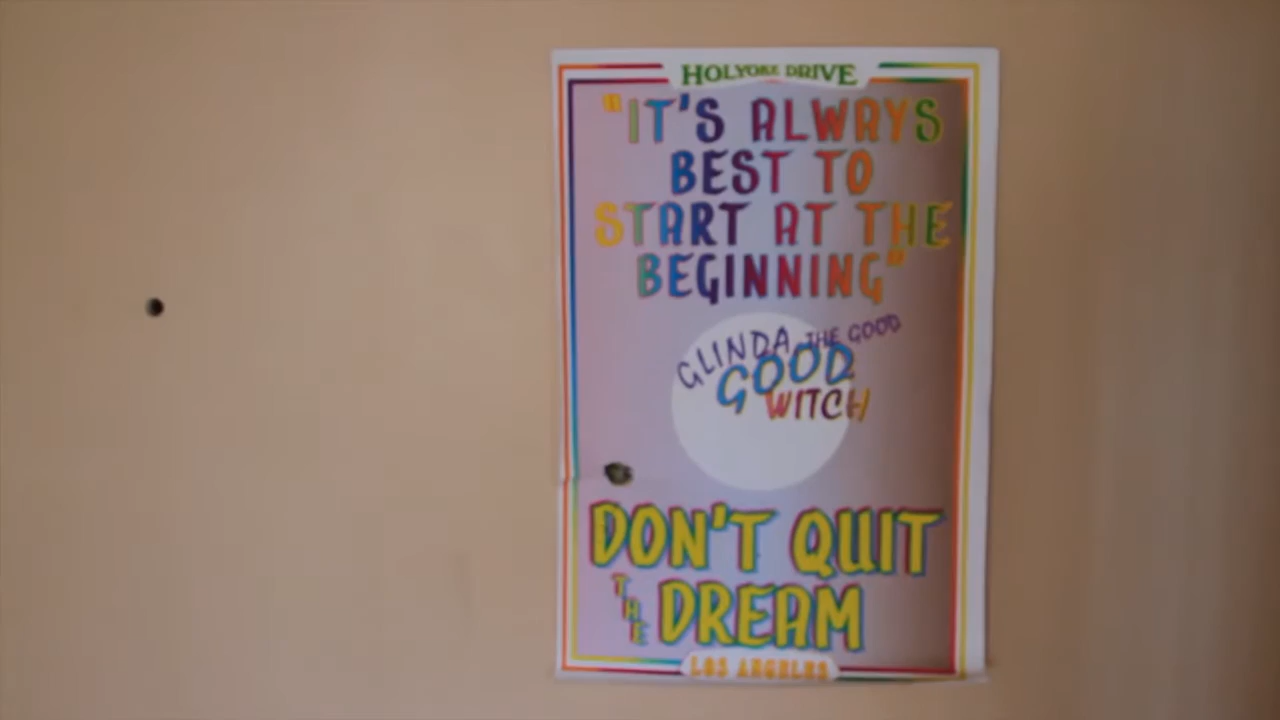 HOLYOKE DRIVE
"IT'S ALWAYS
BEST TO
START AT THE
BEGINNING"
GLINDA, THE GOOD
GOOD
WITCH
DON'T QUIT
THE DREAM
LOS ANGELES